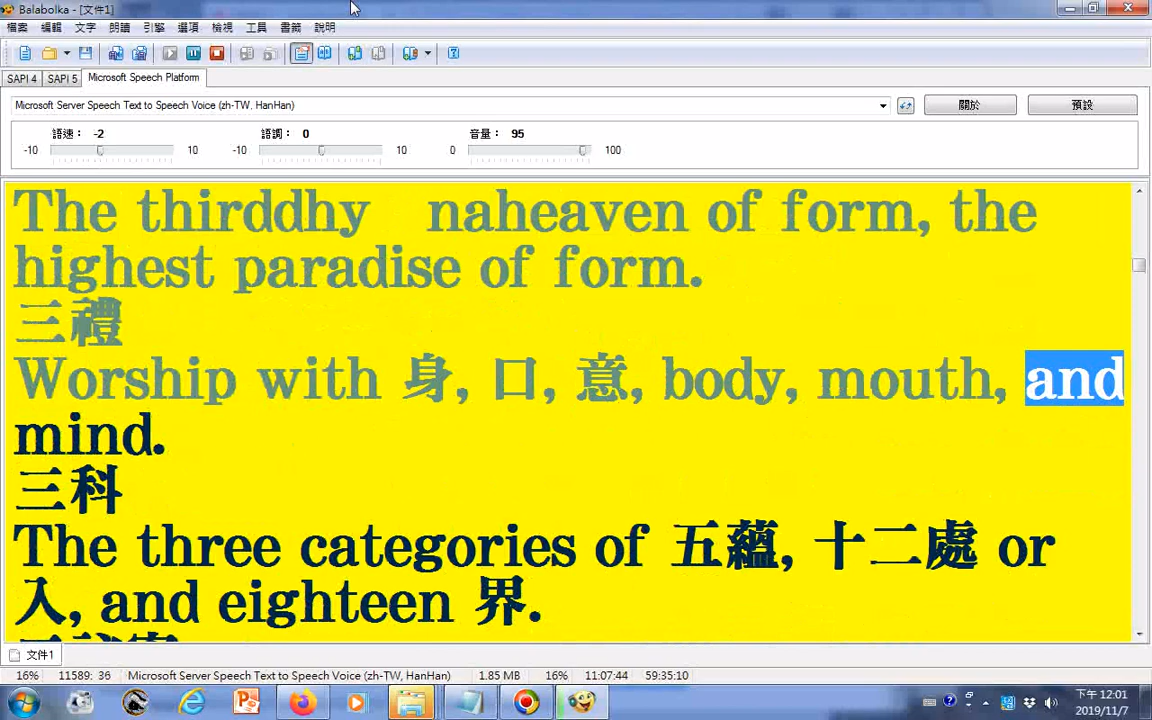 Balabolka - [文件1]
檔案 編輯 文字 朗讀 引擎 選項 檢視 工具 書籤 說明
SAPI 4 SAPI 5 Microsoft Speech Platform
Microsoft Server Speech Text to Speech Voice (zh-TW, HanHan) 關於 預設
語速： -2 語調： 0 音量： 95
-10 10 -10 10 0 100
The thirddhy naheaven of form, the
highest paradise of form.
三禮
Worship with 身, 口, 意, body, mouth, and
mind.
三科
The three categories of 五蘊, 十二處 or
入, and eighteen 界.
文件1
16% 11589: 36 Microsoft Server Speech Text to Speech Voice (zh-TW, HanHan) 1.85 MB 16% 11:07:44 59:35:10
下午 12:01
2019/11/7